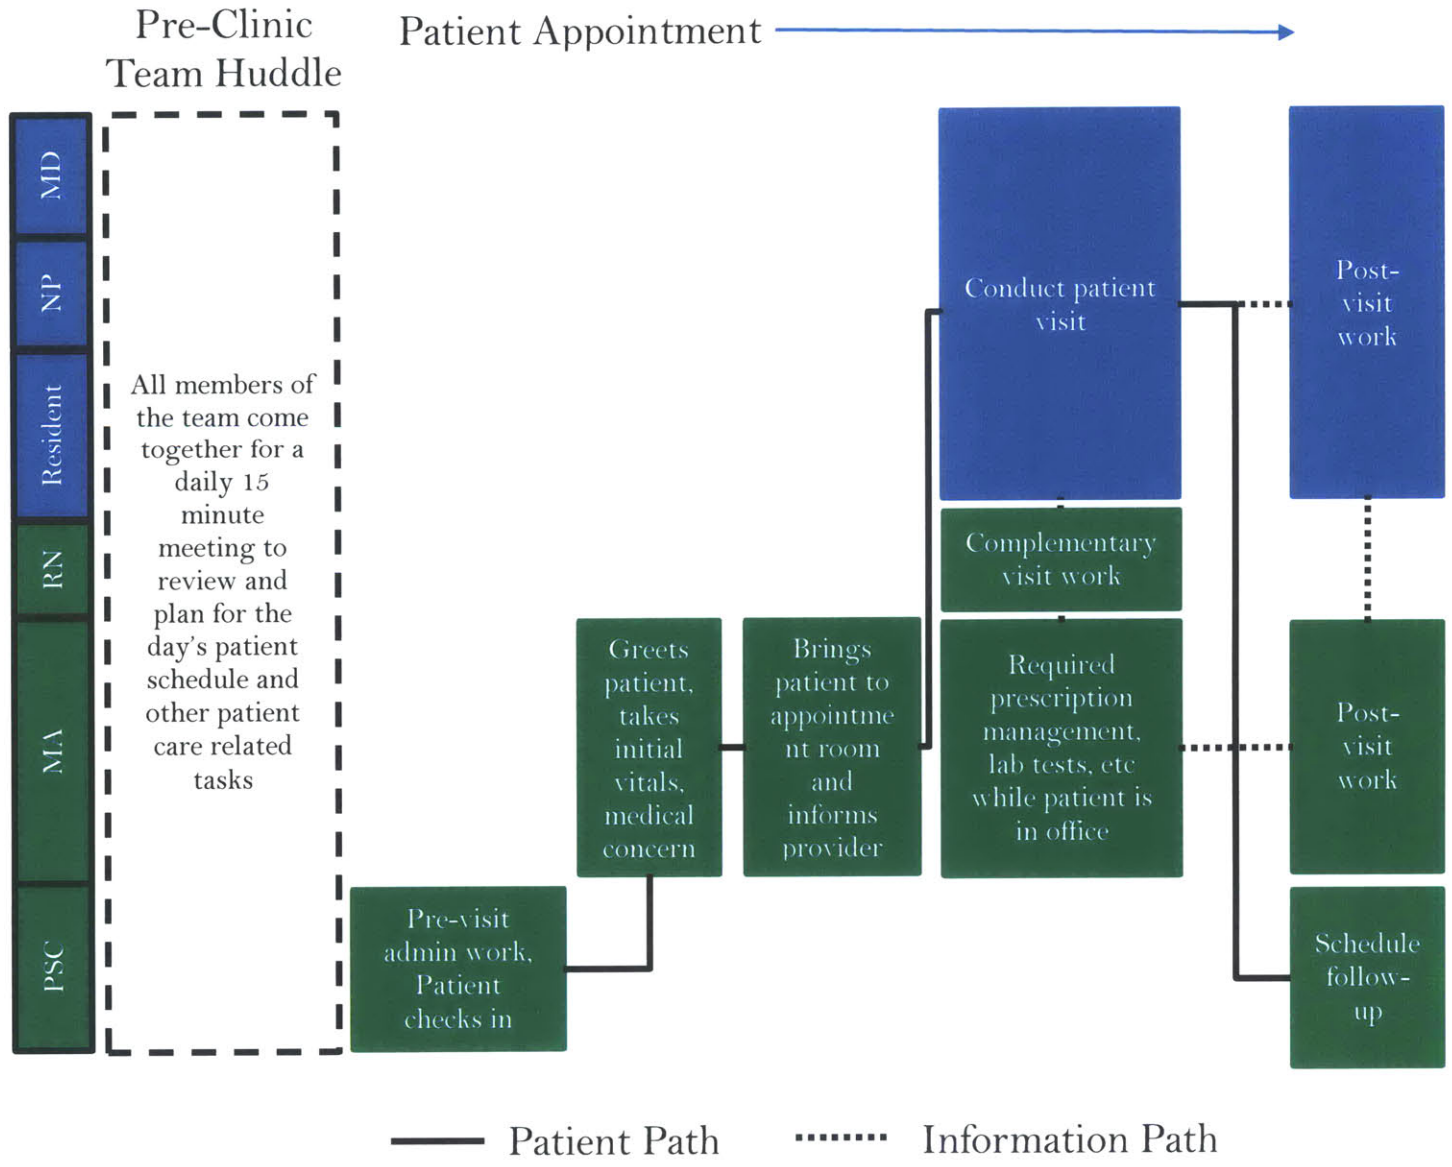 Pre-Clinic
Team Huddle
Patient Appointment
MD
NP
Resident
RN
MA
PSC
All members of
the team come
together for a
daily 15
minute
meeting to
review and
plan for the
day's patient
schedule and
other patient
care related
tasks
Pre-visit
admin work,
Patient
checks in
Greets
patient,
takes
initial
vitals,
medical
concern
Brings
patient to
appointme
nt room
and
informs
provider
Conduct patient
visit
Complementary
visit work
Required
prescription
management,
lab tests, etc
while patient is
in office
Post-
visit
work
Post-
visit
work
Schedule
follow-
up
Patient Path
Information Path